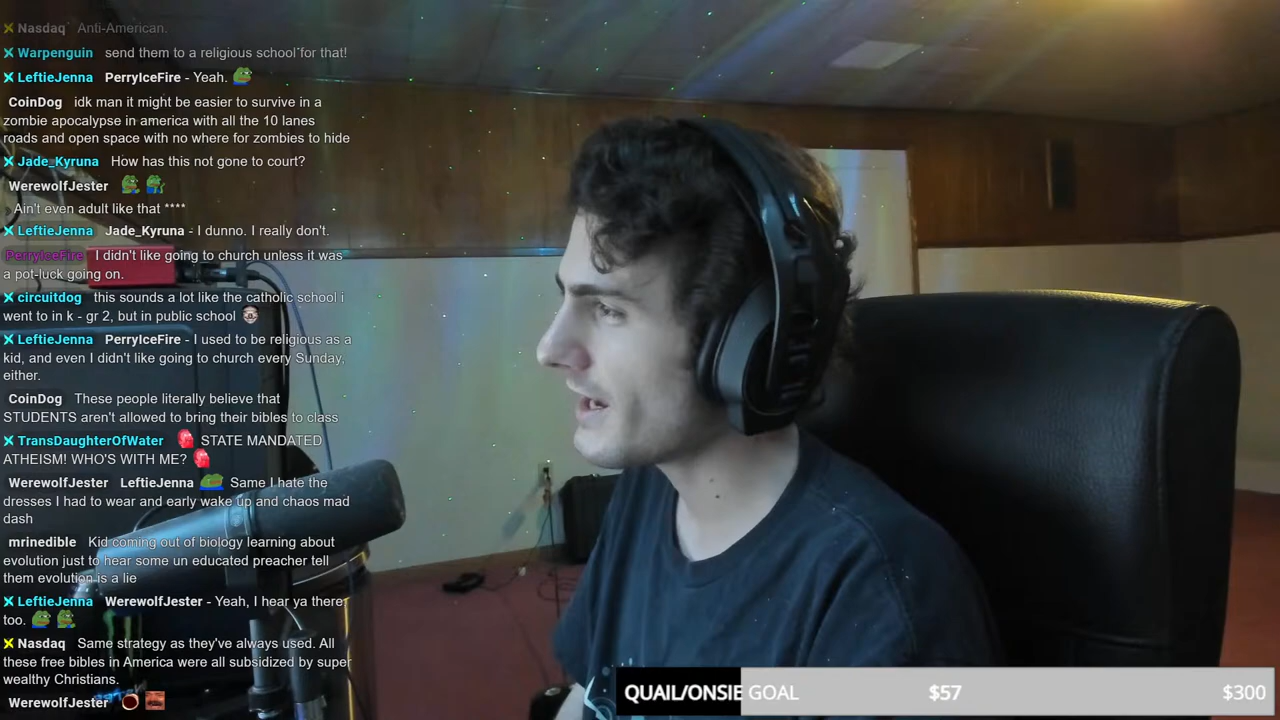 Nasdaq Anti-American.
Warpenguin send them to a religious school for that!
LeftieJenna PerryIceFire - Yeah.
CoinDog idk man it might be easier to survive in a
zombie apocalypse in america with all the 10 lanes
roads and open space with no where for zombies to hide
Jade_Kyruna How has this not gone to court?
WerewolfJester
Ain't even adult like that ****
LeftieJenna Jade_Kyruna - I dunno. I really don't.
PerryIceFire I didn't like going to church unless it was
a pot-luck going on.
circuitdog this sounds a lot like the catholic school i
went to in k - gr 2, but in public school
LeftieJenna PerryIceFire - I used to be religious as a
kid, and even I didn't like going to church every Sunday,
either.
CoinDog These people literally believe that
STUDENTS aren't allowed to bring their bibles to class
TransDaughterOfWater STATE MANDATED
ATHEISM! WHO'S WITH ME?
WerewolfJester LeftieJenna Same I hate the
dresses I had to wear and early wake up and chaos mad
dash
mrinedible Kid coming out of biology learning about
evolution just to hear some un educated preacher tell
them evolution is a lie
LeftieJenna WerewolfJester - Yeah, I hear ya there
too.
Nasdaq Same strategy as they've always used. All
these free bibles in America were all subsidized by super
wealthy Christians.
WerewolfJester
QUAIL/ONSIE GOAL $57 $300